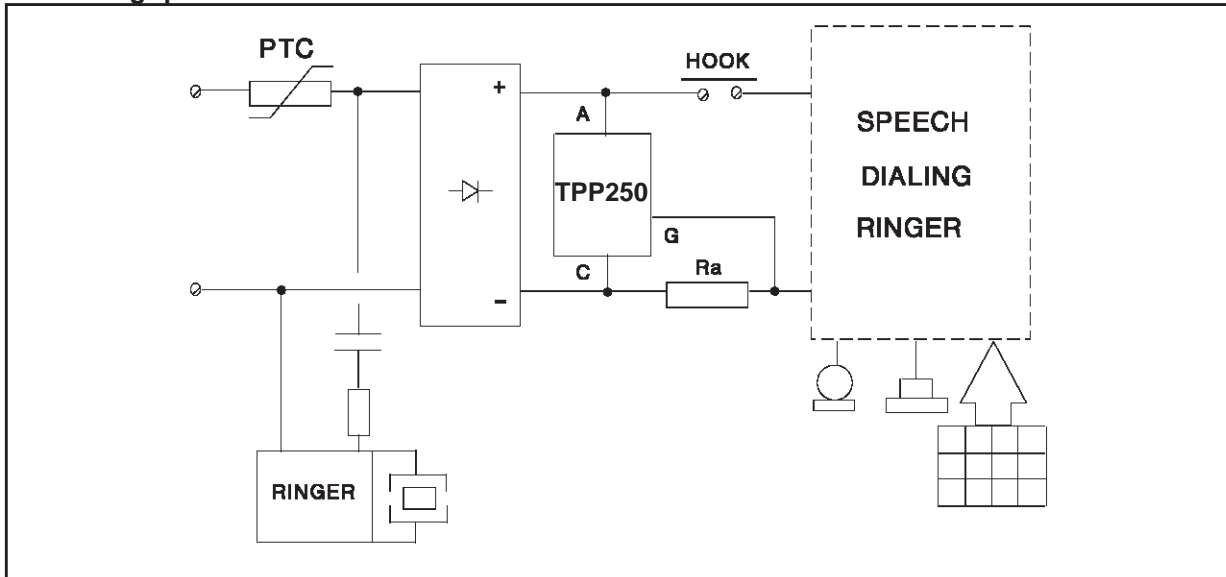 PTC
HOOK
+
A
SPEECH
TPP250
DIALING
G
RINGER
C
Ra
−
RINGER